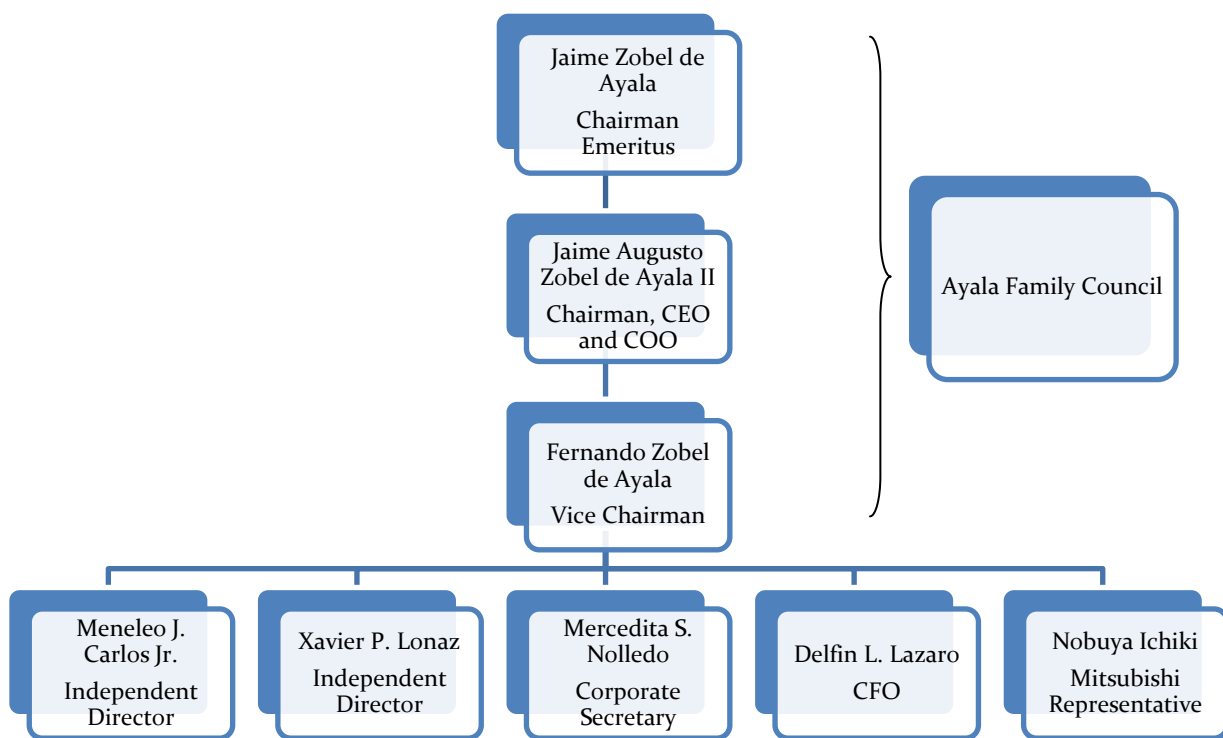 Jaime Zobel de
Ayala
Chairman
Emeritus
Jaime Augusto
Zobel de Ayala II
Chairman, CEO
and COO
Ayala Family Council
Fernando Zobel
de Ayala
Vice Chairman
Meneleo J.
Carlos Jr.
Independent
Director
Xavier P. Lonaz
Independent
Director
Mercedita S.
Nolledo
Corporate
Secretary
Delfin L. Lazaro
CFO
Nobuya Ichiki
Mitsubishi
Representative